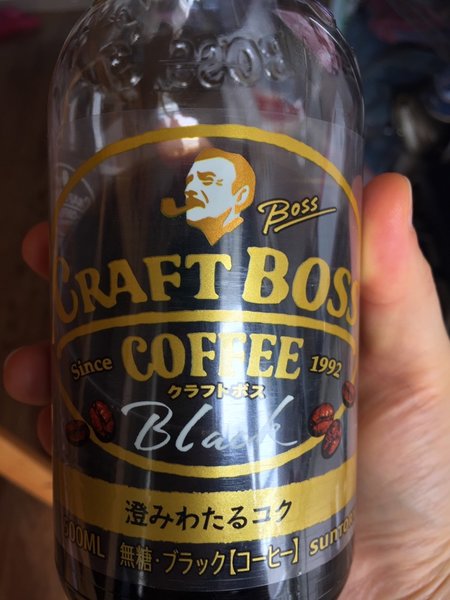 BOSS
Boss
CRAFT BOSS
Since COFFEE 1992
クラフトボス
Black
澄みわたるコク
500ML 無糖・ブラック【コーヒー】